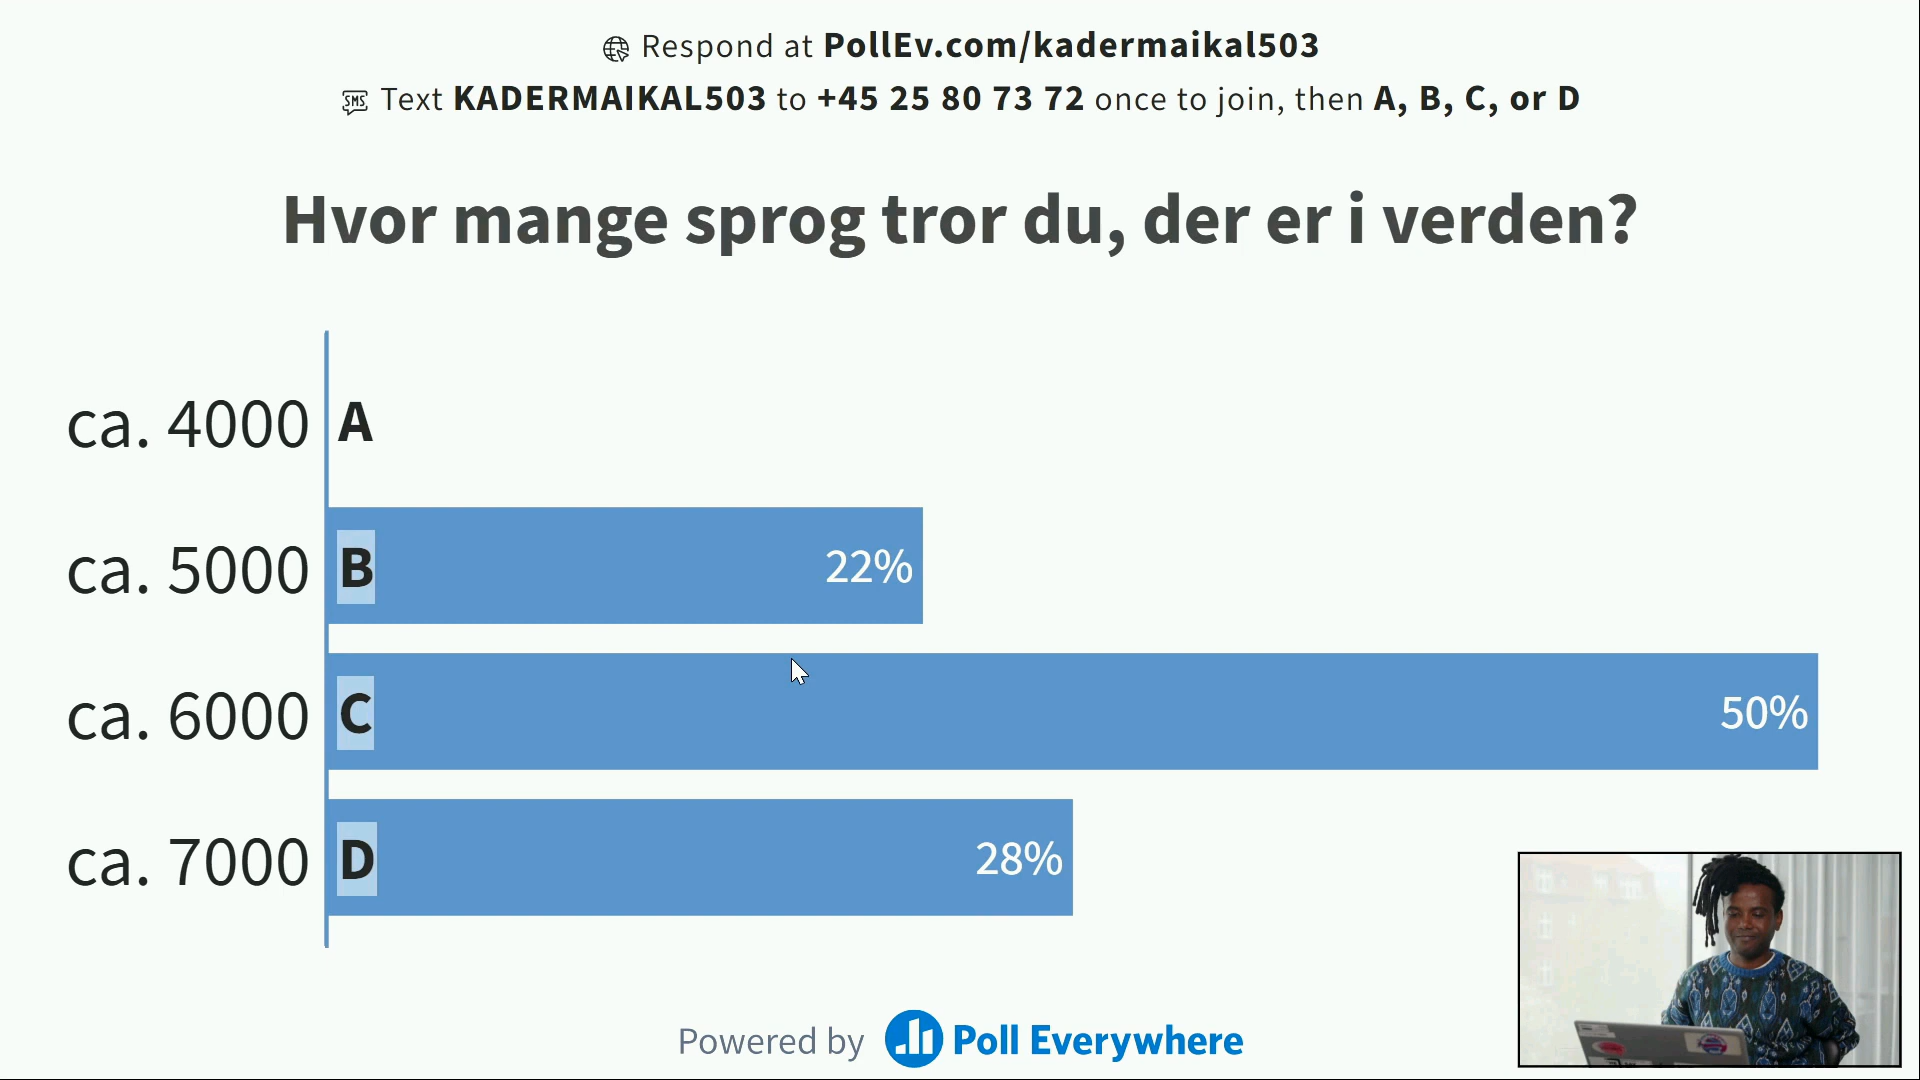 Respond at PollEv.com/kadermaikal503
SMS Text KADERMAIKAL503 to +45 25 80 73 72 once to join, then A, B, C, or D
Hvor mange sprog tror du, der er i verden?
ca. 4000 A
ca. 5000 B 22%
ca. 6000 C 50%
ca. 7000 D 28%
Powered by Poll Everywhere